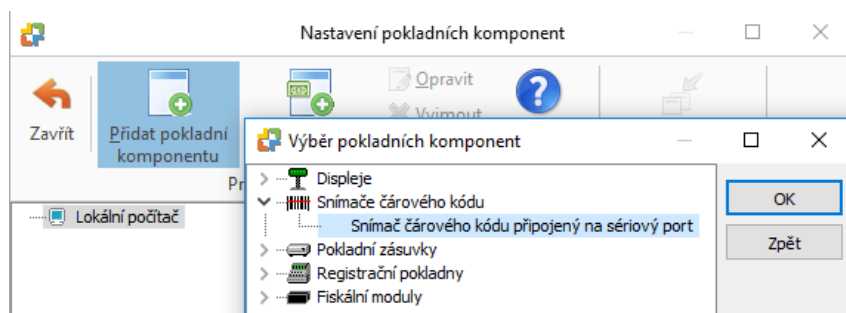 Nastavení pokladních komponent
Zavřít
Přidat pokladní
komponentu
Opravit
Vyjmout
Výběr pokladních komponent
Pr
Lokální počítač
Displeje
Snímače čárového kódu
Snímač čárového kódu připojený na sériový port
Pokladní zásuvky
Registrační pokladny
Fiskální moduly
OK
Zpět